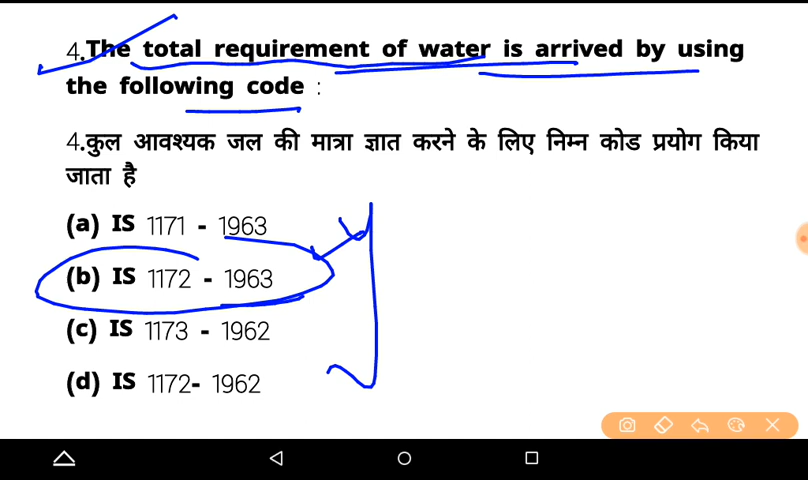 4.The total requirement of water is arrived by using
the following code :
4.कुल आवश्यक जल की मात्रा ज्ञात करने के लिए निम्न कोड प्रयोग किया
जाता है
(a) IS 1171 - 1963
(b) IS 1172 - 1963
(c) IS 1173 - 1962
(d) IS 1172- 1962